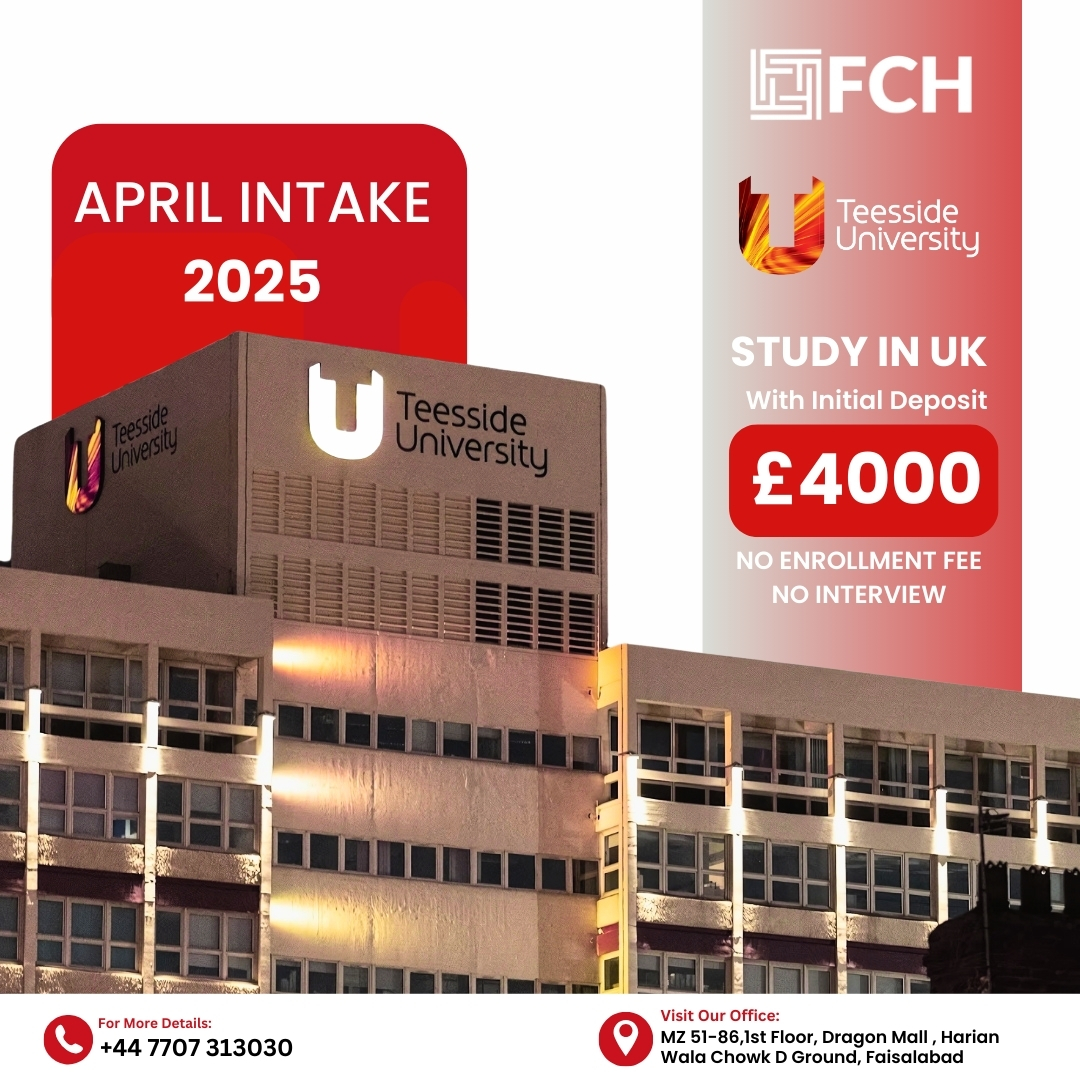 FCH
APRIL INTAKE
2025
Teesside
University
STUDY IN UK
With Initial Deposit
£4000
NO ENROLLMENT FEE
NO INTERVIEW
Teesside
University
Teesside
University
For More Details:
+44 7707 313030
Visit Our Office:
MZ 51-86,1st Floor, Dragon Mall , Harian
Wala Chowk D Ground, Faisalabad